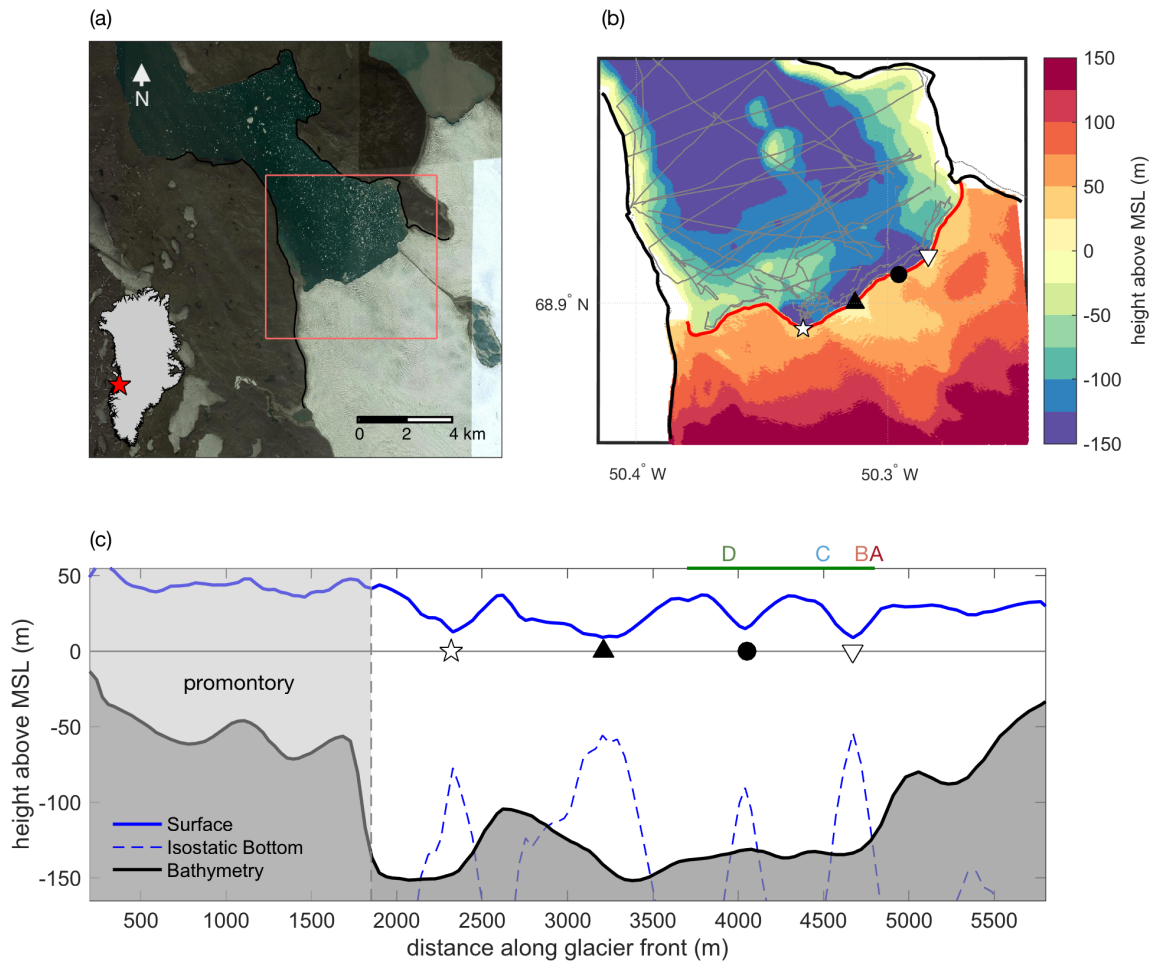 (a)
N
0 2 4 km
(b)
68.9° N
50.4° W
50.3° W
150
100
50
0
-50
-100
-150
height above MSL (m)
(c)
D C B A
50
0
-50
-100
-150
height above MSL (m)
promontory
Surface
Isostatic Bottom
Bathymetry
500 1000 1500 2000 2500 3000 3500 4000 4500 5000 5500
distance along glacier front (m)